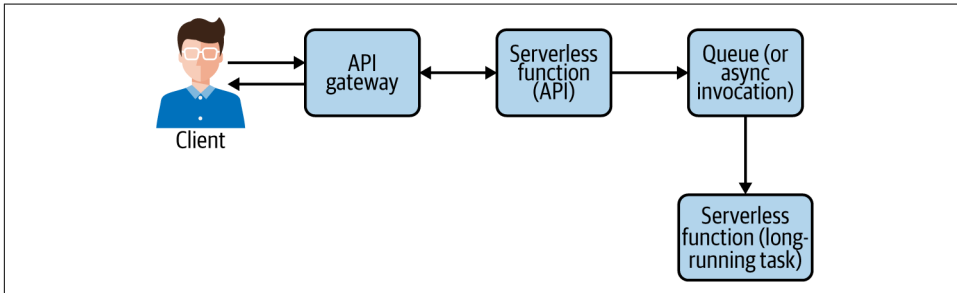 API
gateway
Serverless
function
(API)
Queue (or
async
invocation)
Client
Serverless
function (long-
running task)